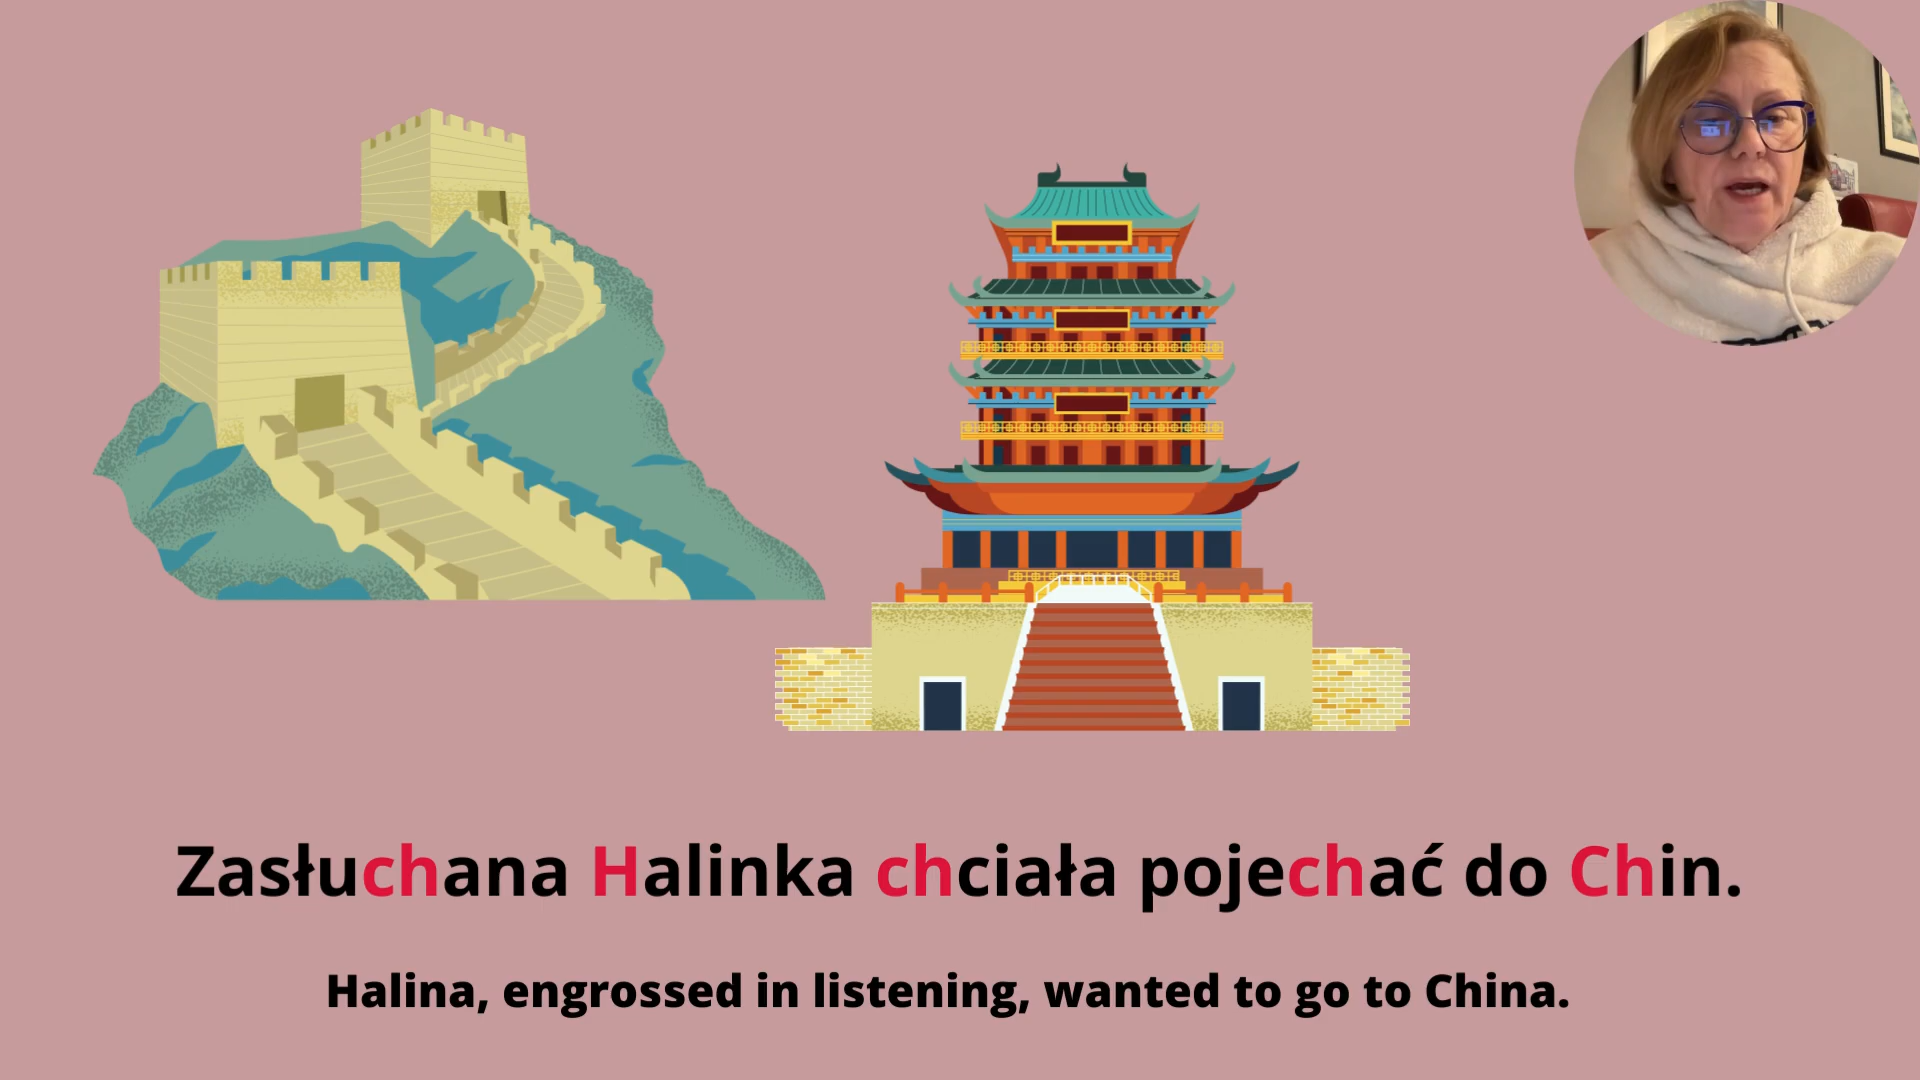 Zasłuchana Halinka chciała pojechać do Chin.
Halina, engrossed in listening, wanted to go to China.